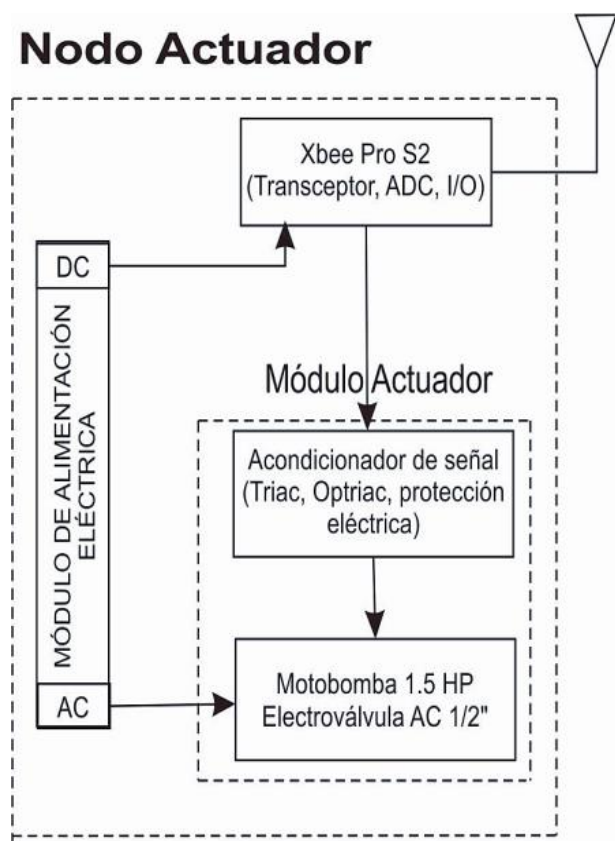 Nodo Actuador
Xbee Pro S2
(Transceptor, ADC, I/O)
DC
MÓDULO DE ALIMENTACIÓN
ELÉCTRICA
AC
Módulo Actuador
Acondicionador de señal
(Triac, Optriac, protección
eléctrica)
Motobomba 1.5 HP
Electroválvula AC 1/2"